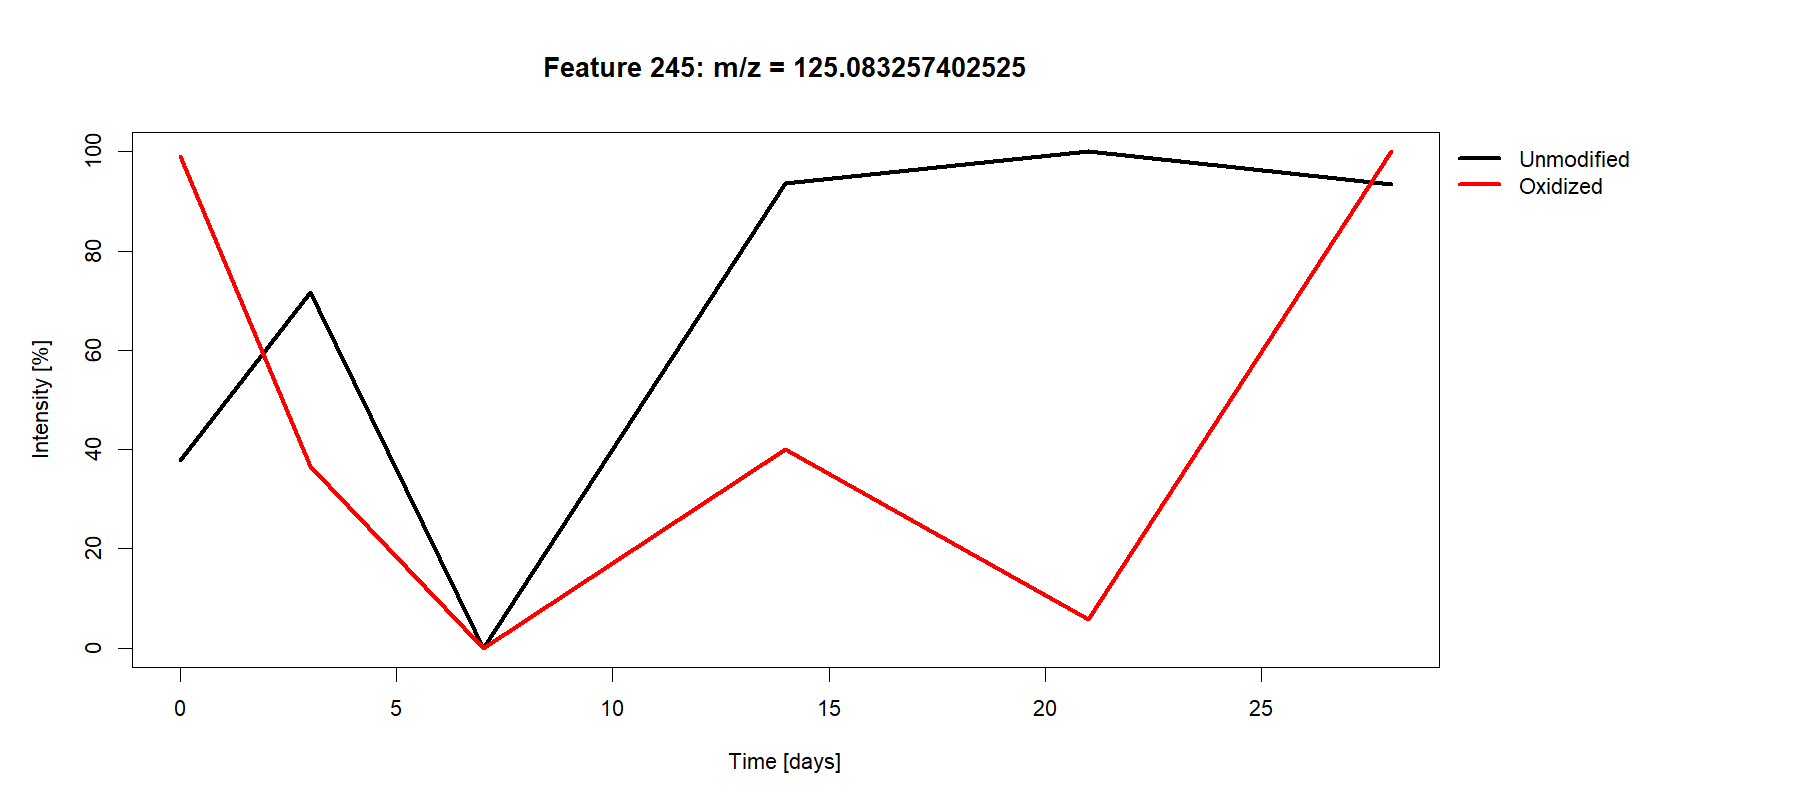 Feature 245: m/z = 125.083257402525
Unmodified
Oxidized
Intensity [%]
100
80
60
40
20
0
0 5 10 15 20 25
Time [days]